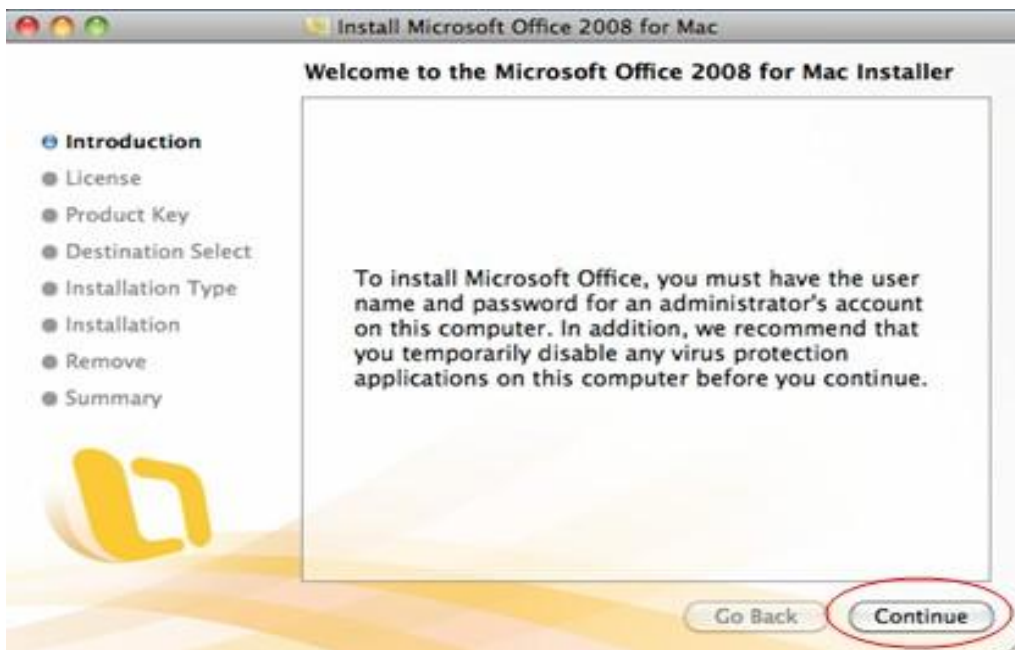 Install Microsoft Office 2008 for Mac
Welcome to the Microsoft Office 2008 for Mac Installer
Introduction
License
Product Key
Destination Select
Installation Type
Installation
Remove
Summary
To install Microsoft Office, you must have the user
name and password for an administrator's account
on this computer. In addition, we recommend that
you temporarily disable any virus protection
applications on this computer before you continue.
Go Back
Continue